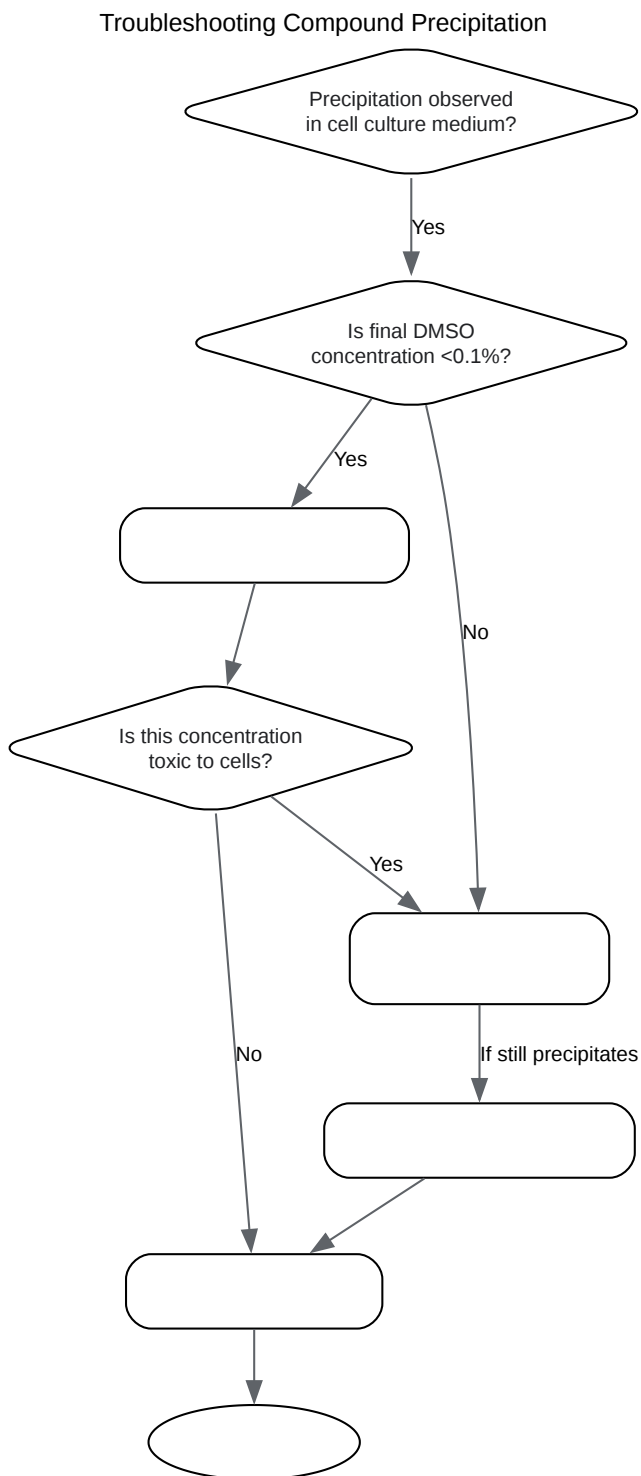 Troubleshooting Compound Precipitation
Precipitation observed
in cell culture medium?
Yes
Is final DMSO
concentration <0.1%?
Yes
No
Is this concentration
toxic to cells?
Yes
No
If still precipitates